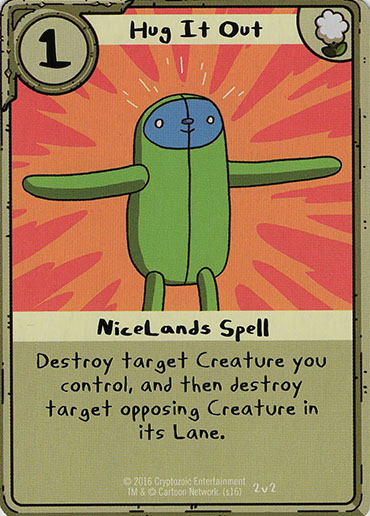 1
Hug It Out
NiceLands Spell
Destroy target Creature you
control, and then destroy
target opposing Creature in
its Lane.
© 2016 Cryptozoic Entertainment
TM & © Cartoon Network. (s16)
2v2